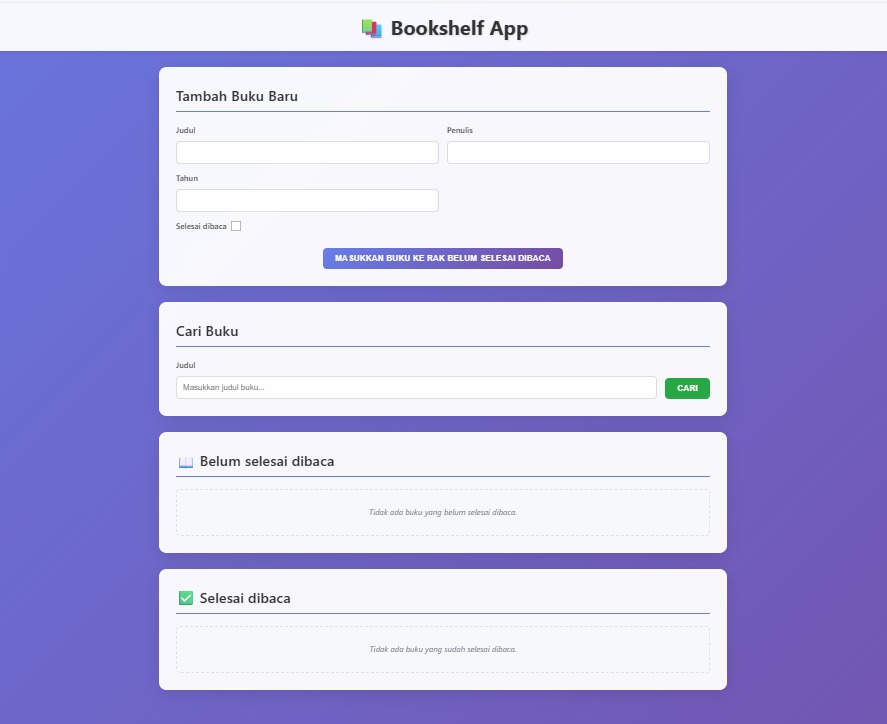 Bookshelf App
Tambah Buku Baru
Judul
Penulis
Tahun
Selesai dibaca
MASUKKAN BUKU KE RAK BELUM SELESAI DIBACA
Cari Buku
Judul
Masukkan judul buku...
CARI
Belum selesai dibaca
Tidak ada buku yang belum selesai dibaca.
Selesai dibaca
Tidak ada buku yang sudah selesai dibaca.